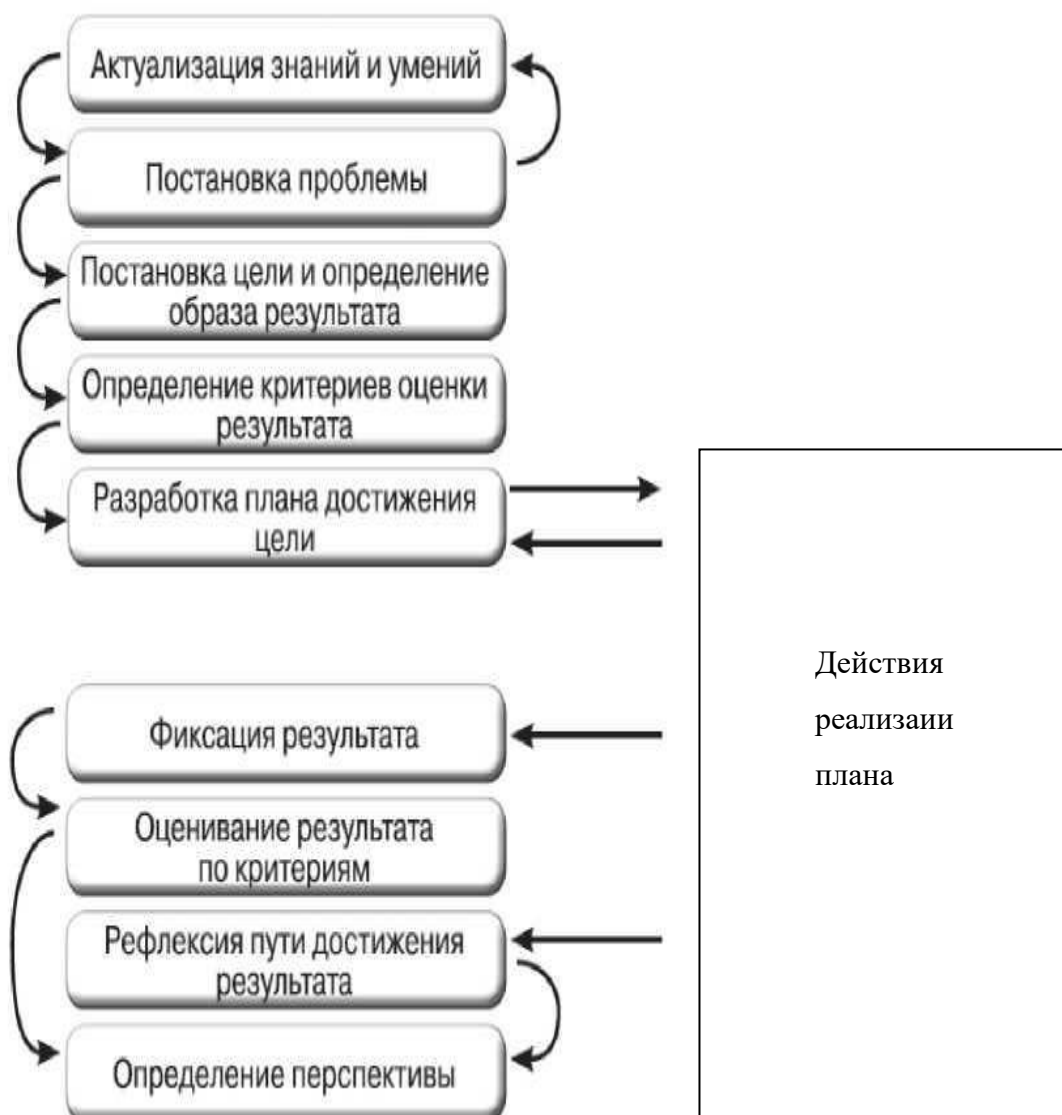 Актуализация знаний и умений
Постановка проблемы
Постановка цели и определение
образа результата
Определение критериев оценки
результата
Разработка плана достижения
цели
Действия
реализаии
плана
Фиксация результата
Оценивание результата
по критериям
Рефлексия пути достижения
результата
Определение перспективы